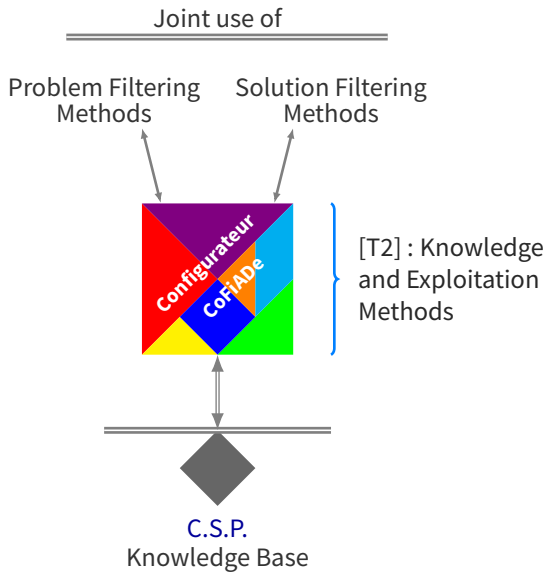 Joint use of
Problem Filtering
Methods
Solution Filtering
Methods
Configurateur
CoFiADe
[T2] : Knowledge
and Exploitation
Methods
C.S.P.
Knowledge Base